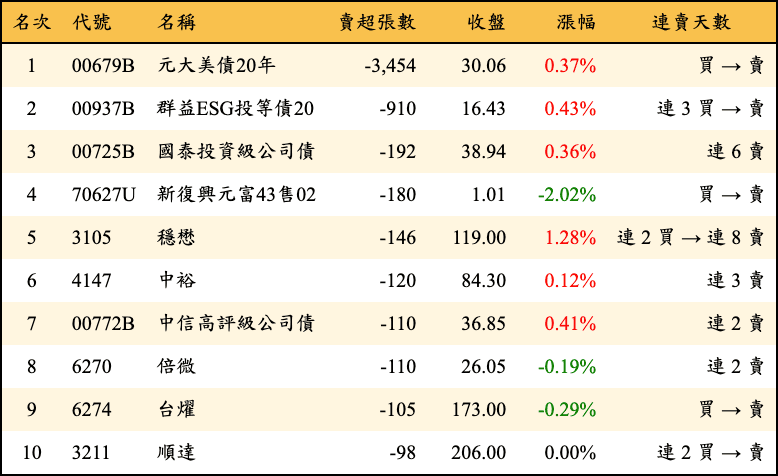 名次 代號 名稱 賣超張數 收盤 漲幅 連賣天數
1 00679B 元大美債20年 -3,454 30.06 0.37% 買 → 賣
2 00937B 群益ESG投等債20 -910 16.43 0.43% 連 3 買 → 賣
3 00725B 國泰投資級公司債 -192 38.94 0.36% 連 6 賣
4 70627U 新復興元富43售02 -180 1.01 -2.02% 買 → 賣
5 3105 穩懋 -146 119.00 1.28% 連 2 買 → 連 8 賣
6 4147 中裕 -120 84.30 0.12% 連 3 賣
7 00772B 中信高評級公司債 -110 36.85 0.41% 連 2 賣
8 6270 倍微 -110 26.05 -0.19% 連 2 賣
9 6274 台燿 -105 173.00 -0.29% 買 → 賣
10 3211 順達 -98 206.00 0.00% 連 2 買 → 賣